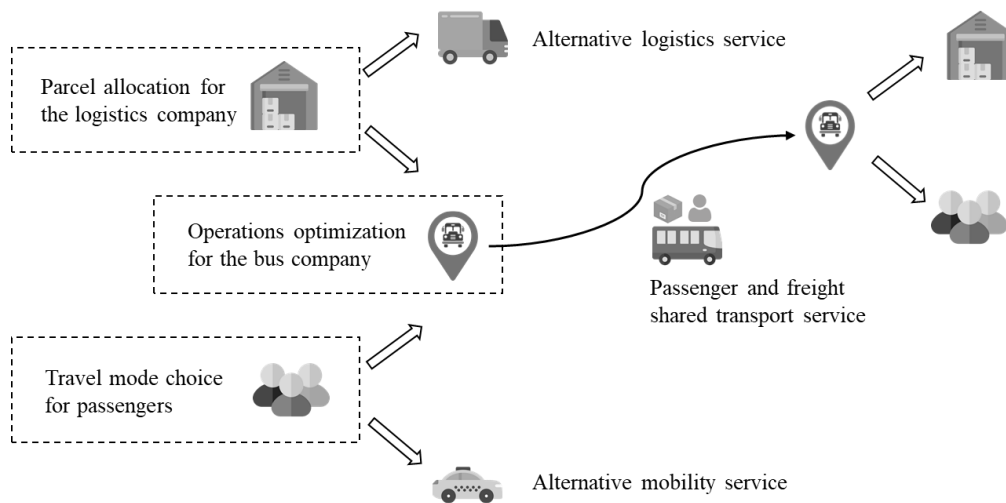 Alternative logistics service
Parcel allocation for
the logistics company
Operations optimization
for the bus company
Passenger and freight
shared transport service
Travel mode choice
for passengers
Alternative mobility service